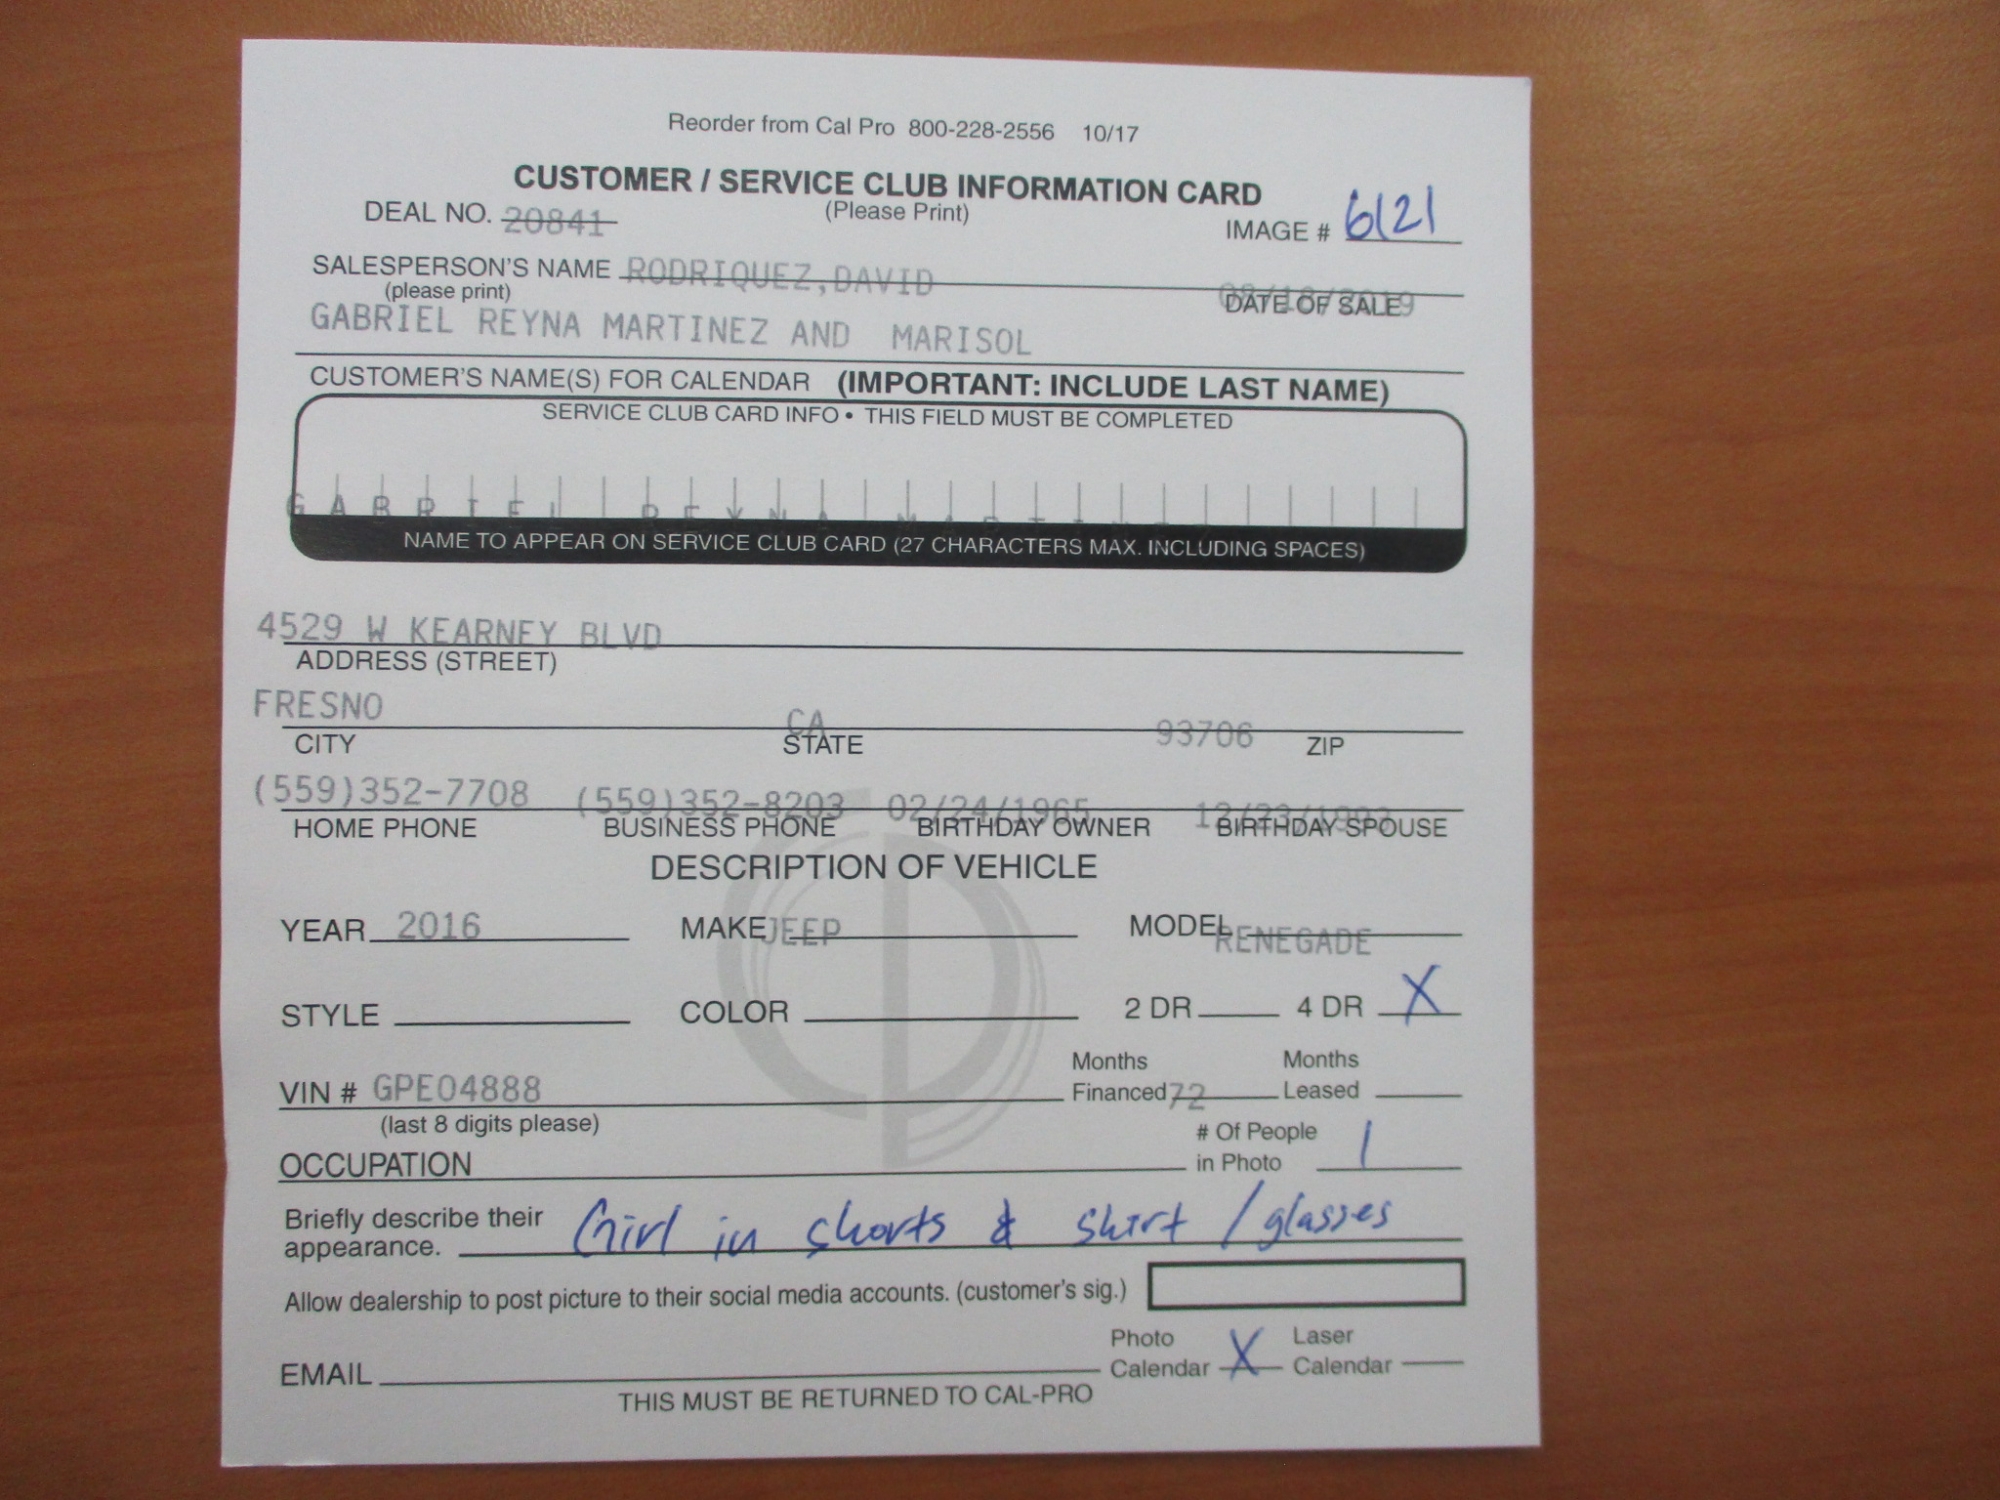 Reorder from Cal Pro 800-228-2556 10/17
CUSTOMER / SERVICE CLUB INFORMATION CARD
(Please Print)
DEAL NO. 20841
IMAGE # 6121
SALESPERSON'S NAME RODRIQUEZ,DAVID
(please print)
DATE OF SALE
GABRIEL REYNA MARTINEZ AND MARISOL
CUSTOMER'S NAME(S) FOR CALENDAR (IMPORTANT: INCLUDE LAST NAME)
SERVICE CLUB CARD INFO • THIS FIELD MUST BE COMPLETED
GABRIEL REYNA MARTINEZ
NAME TO APPEAR ON SERVICE CLUB CARD (27 CHARACTERS MAX. INCLUDING SPACES)
4529 W KEARNEY BLVD
ADDRESS (STREET)
FRESNO CA 93706
CITY STATE ZIP
(559)352-7708 (559)352-8203 02/24/1965
HOME PHONE BUSINESS PHONE BIRTHDAY OWNER BIRTHDAY SPOUSE
DESCRIPTION OF VEHICLE
YEAR 2016 MAKE JEEP MODEL RENEGADE
STYLE COLOR 2 DR 4 DR X
VIN # GPE04888 Months Financed 72 Months Leased
(last 8 digits please)
OCCUPATION # Of People in Photo 1
Briefly describe their appearance. Girl in shorts & shirt / glasses
Allow dealership to post picture to their social media accounts. (customer's sig.)
EMAIL Photo Calendar X Laser Calendar
THIS MUST BE RETURNED TO CAL-PRO